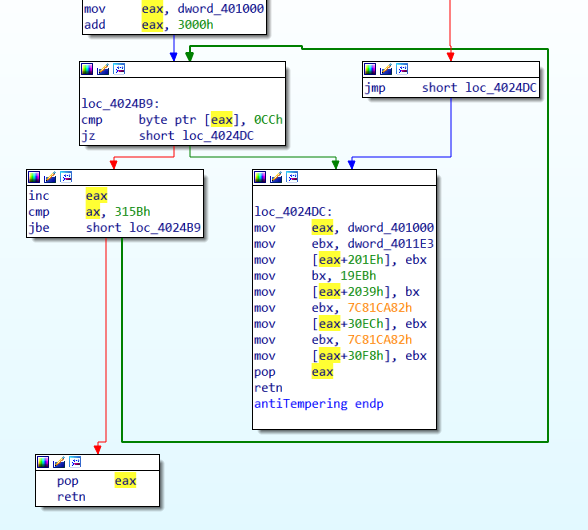 mov eax, dword_401000
add eax, 3000h
loc_4024B9:
cmp byte ptr [eax], 0CCh
jz short loc_4024DC
jmp short loc_4024DC
inc eax
cmp ax, 315Bh
jbe short loc_4024B9
loc_4024DC:
mov eax, dword_401000
mov ebx, dword_4011E3
mov [eax+201Eh], ebx
mov bx, 19EBh
mov [eax+2039h], bx
mov ebx, 7C81CA82h
mov [eax+30ECh], ebx
mov ebx, 7C81CA82h
mov [eax+30F8h], ebx
pop eax
retn
antiTempering endp
pop eax
retn